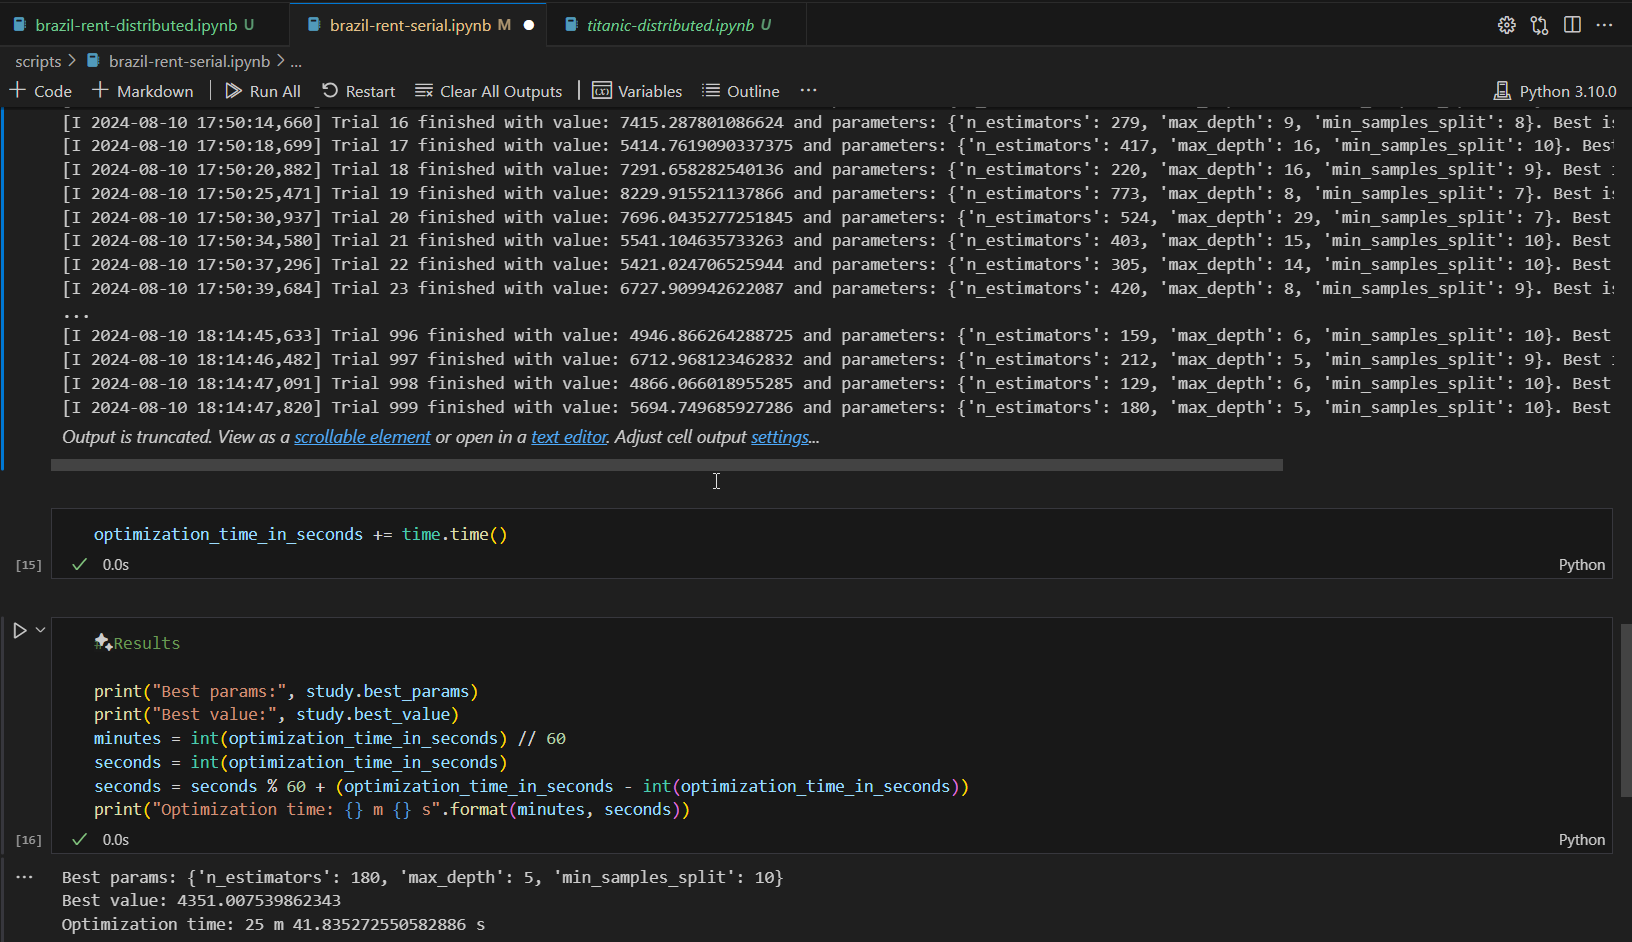 brazil-rent-distributed.ipynb U
brazil-rent-serial.ipynb M
titanic-distributed.ipynb U
scripts > brazil-rent-serial.ipynb > ...
+ Code + Markdown | Run All Restart Clear All Outputs | Variables Outline ... Python 3.10.0
[I 2024-08-10 17:50:14,660] Trial 16 finished with value: 7415.287801086624 and parameters: {'n_estimators': 279, 'max_depth': 9, 'min_samples_split': 8}. Best is
[I 2024-08-10 17:50:18,699] Trial 17 finished with value: 5414.7619090337375 and parameters: {'n_estimators': 417, 'max_depth': 16, 'min_samples_split': 10}. Best
[I 2024-08-10 17:50:20,882] Trial 18 finished with value: 7291.658282540136 and parameters: {'n_estimators': 220, 'max_depth': 16, 'min_samples_split': 9}. Best
[I 2024-08-10 17:50:25,471] Trial 19 finished with value: 8229.915521137866 and parameters: {'n_estimators': 773, 'max_depth': 8, 'min_samples_split': 7}. Best is
[I 2024-08-10 17:50:30,937] Trial 20 finished with value: 7696.0435277251845 and parameters: {'n_estimators': 524, 'max_depth': 29, 'min_samples_split': 7}. Best
[I 2024-08-10 17:50:34,580] Trial 21 finished with value: 5541.104635733263 and parameters: {'n_estimators': 403, 'max_depth': 15, 'min_samples_split': 10}. Best
[I 2024-08-10 17:50:37,296] Trial 22 finished with value: 5421.024706525944 and parameters: {'n_estimators': 305, 'max_depth': 14, 'min_samples_split': 10}. Best
[I 2024-08-10 17:50:39,684] Trial 23 finished with value: 6727.909942622087 and parameters: {'n_estimators': 420, 'max_depth': 8, 'min_samples_split': 9}. Best is
...
[I 2024-08-10 18:14:45,633] Trial 996 finished with value: 4946.866264288725 and parameters: {'n_estimators': 159, 'max_depth': 6, 'min_samples_split': 10}. Best
[I 2024-08-10 18:14:46,482] Trial 997 finished with value: 6712.968123462832 and parameters: {'n_estimators': 212, 'max_depth': 5, 'min_samples_split': 9}. Best
[I 2024-08-10 18:14:47,091] Trial 998 finished with value: 4866.066018955285 and parameters: {'n_estimators': 129, 'max_depth': 6, 'min_samples_split': 10}. Best
[I 2024-08-10 18:14:47,820] Trial 999 finished with value: 5694.749685927286 and parameters: {'n_estimators': 180, 'max_depth': 5, 'min_samples_split': 10}. Best
Output is truncated. View as a scrollable element or open in a text editor. Adjust cell output settings...
optimization_time_in_seconds += time.time()
[15] ✓ 0.0s Python
#Results
print("Best params:", study.best_params)
print("Best value:", study.best_value)
minutes = int(optimization_time_in_seconds) // 60
seconds = int(optimization_time_in_seconds)
seconds = seconds % 60 + (optimization_time_in_seconds - int(optimization_time_in_seconds))
print("Optimization time: {} m {} s".format(minutes, seconds))
[16] ✓ 0.0s Python
... Best params: {'n_estimators': 180, 'max_depth': 5, 'min_samples_split': 10}
Best value: 4351.007539862343
Optimization time: 25 m 41.835272550582886 s